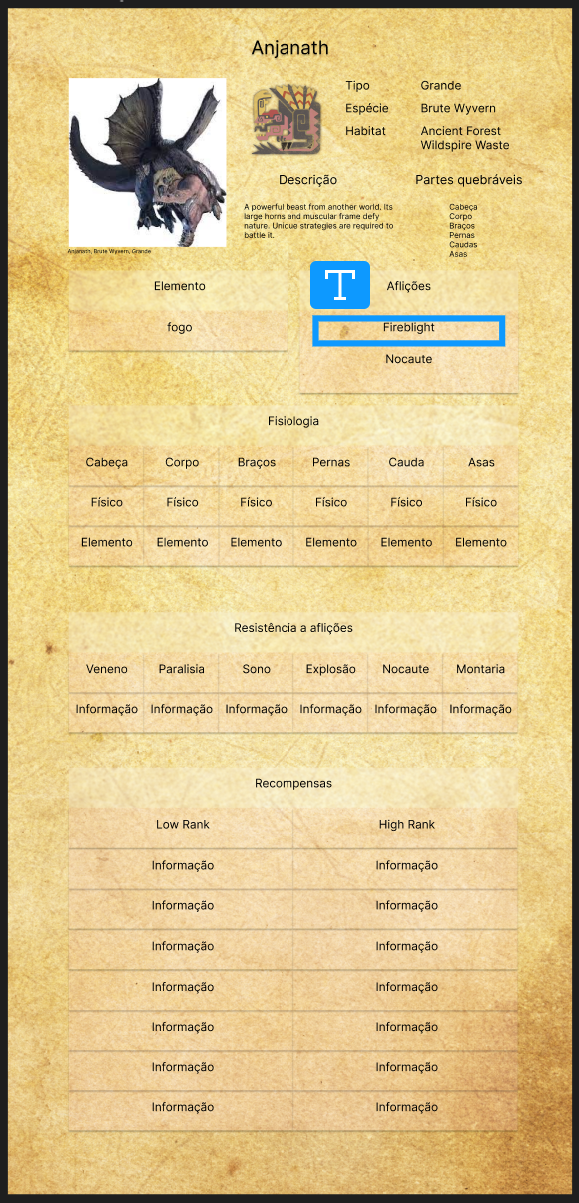 Anjanath
Tipo Grande
Espécie Brute Wyvern
Habitat Ancient Forest
Wildspire Waste
Descrição
A powerful beast from another world, its
large horns and muscular frame defy
nature. Unique strategies are required to
battle it.
Partes quebráveis
Cabeça
Corpo
Braços
Pernas
Caudas
Asas
Anjanath, Brute Wyvern, Grande
Elemento
fogo
T
Aflições
Fireblight
Nocaute
Fisiologia
Cabeça Corpo Braços Pernas Cauda Asas
Físico Físico Físico Físico Físico Físico
Elemento Elemento Elemento Elemento Elemento Elemento
Resistência a aflições
Veneno Paralisia Sono Explosão Nocaute Montaria
Informação Informação Informação Informação Informação Informação
Recompensas
Low Rank High Rank
Informação Informação
Informação Informação
Informação Informação
Informação Informação
Informação Informação
Informação Informação
Informação Informação